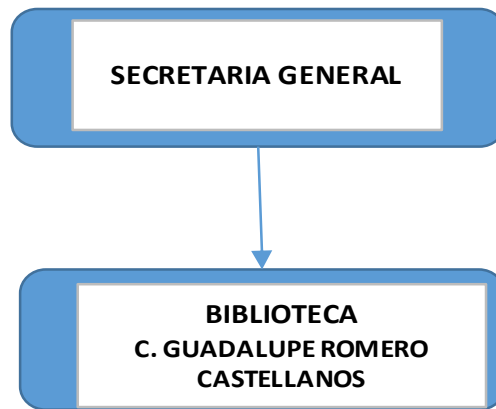 SECRETARIA GENERAL
BIBLIOTECA
C. GUADALUPE ROMERO
CASTELLANOS